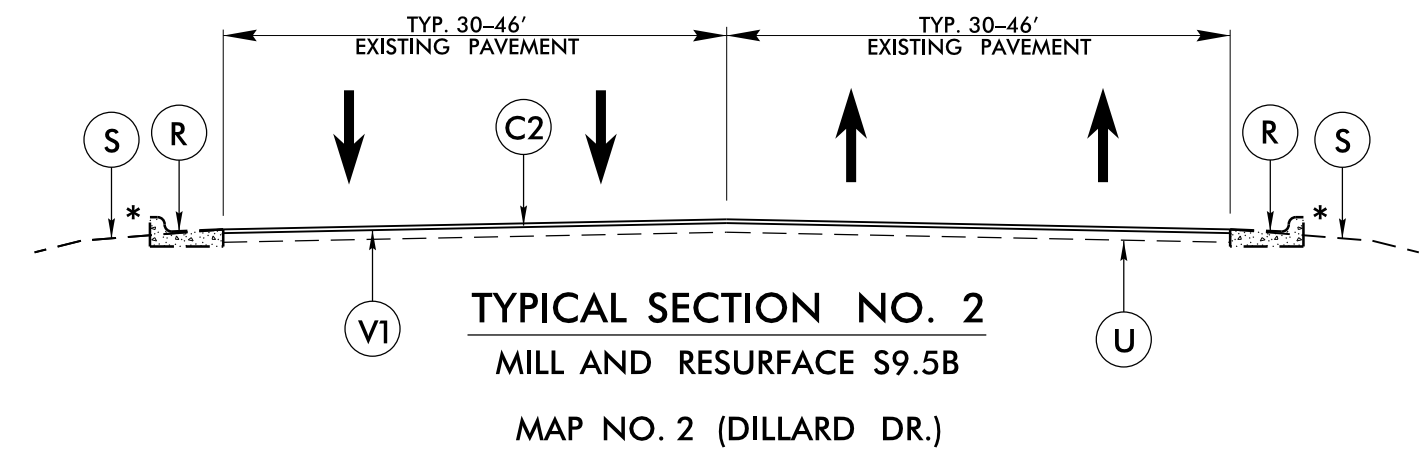 TYP. 30–46' TYP. 30–46'
EXISTING PAVEMENT EXISTING PAVEMENT
S R C2 R S
* *
V1 U
TYPICAL SECTION NO. 2
MILL AND RESURFACE S9.5B
MAP NO. 2 (DILLARD DR.)